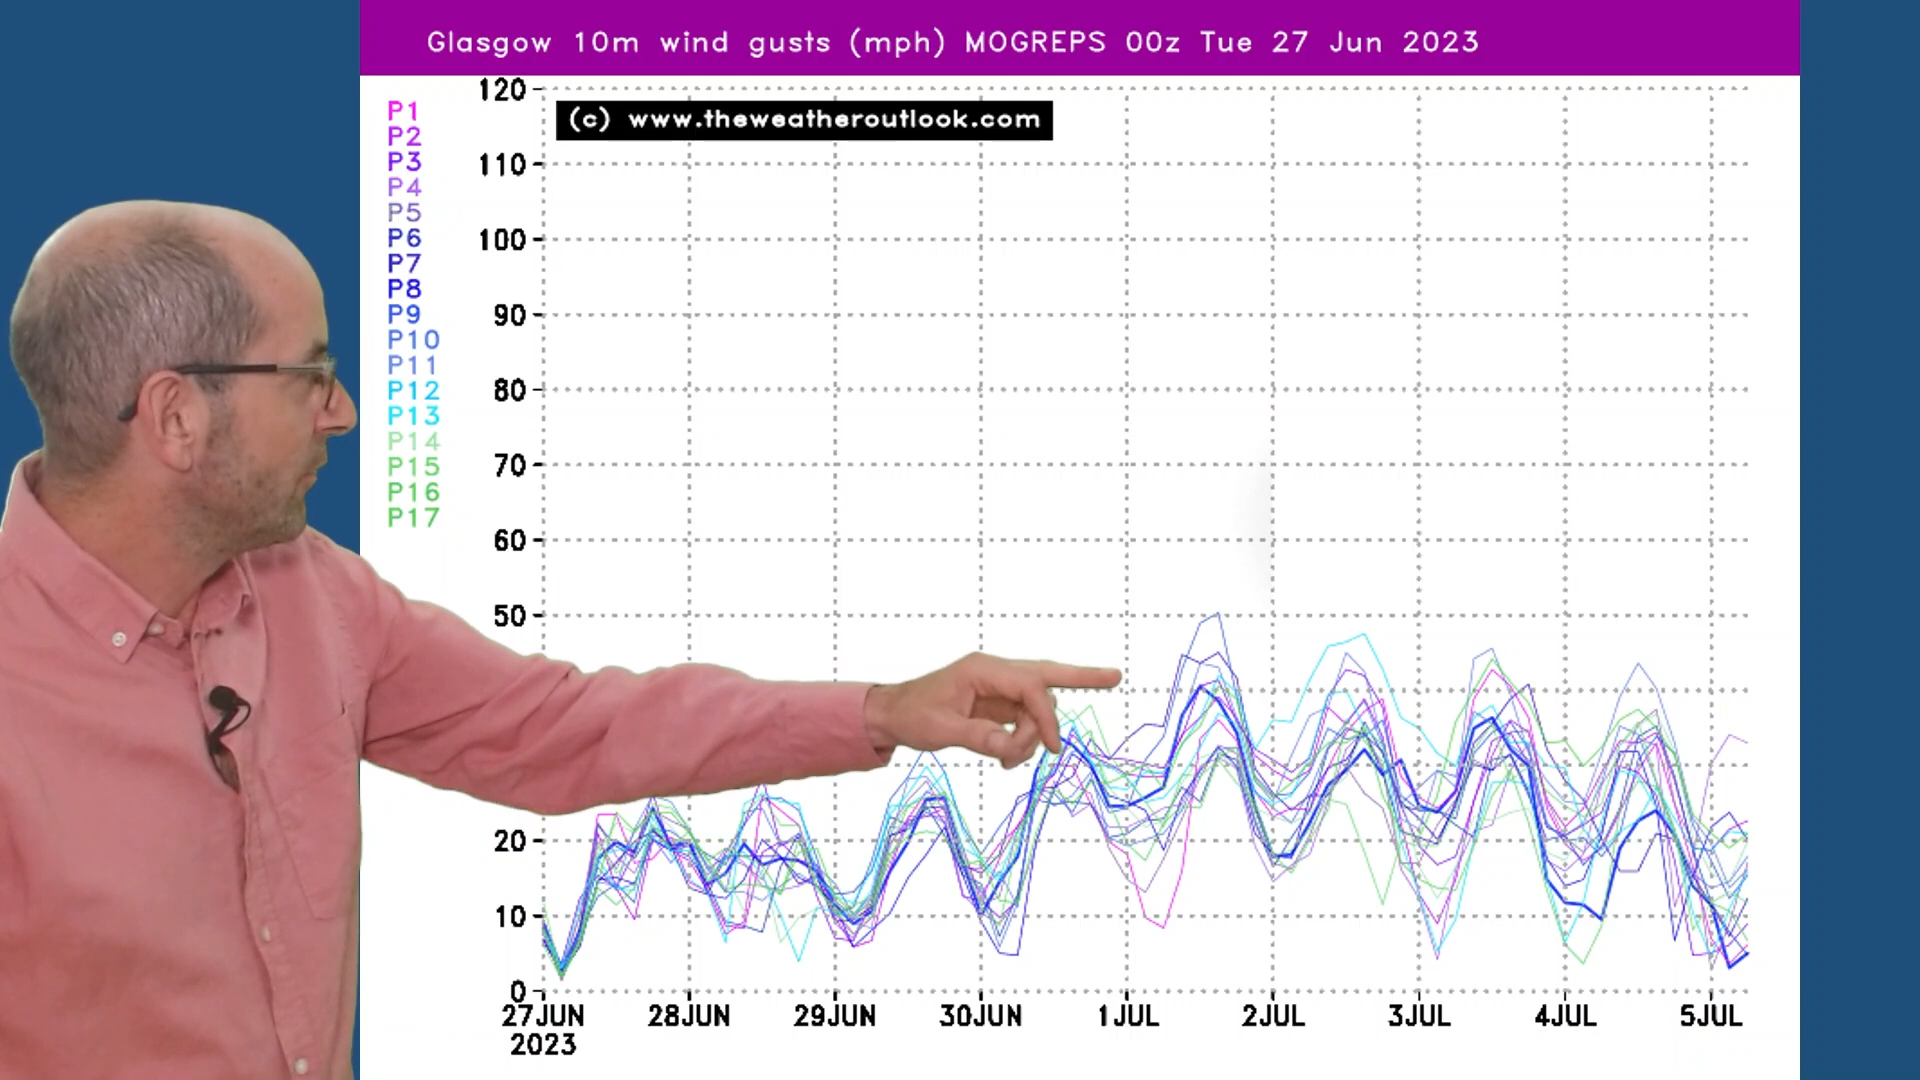 Glasgow 10m wind gusts (mph) MOGREPS 00z Tue 27 Jun 2023
(c) www.theweatheroutlook.com
P1
P2
P3
P4
P5
P6
P7
P8
P9
P10
P11
P12
P13
P14
P15
P16
P17
120
110
100
90
80
70
60
50
20
10
0
27JUN 28JUN 29JUN 30JUN 1JUL 2JUL 3JUL 4JUL 5JUL
2023